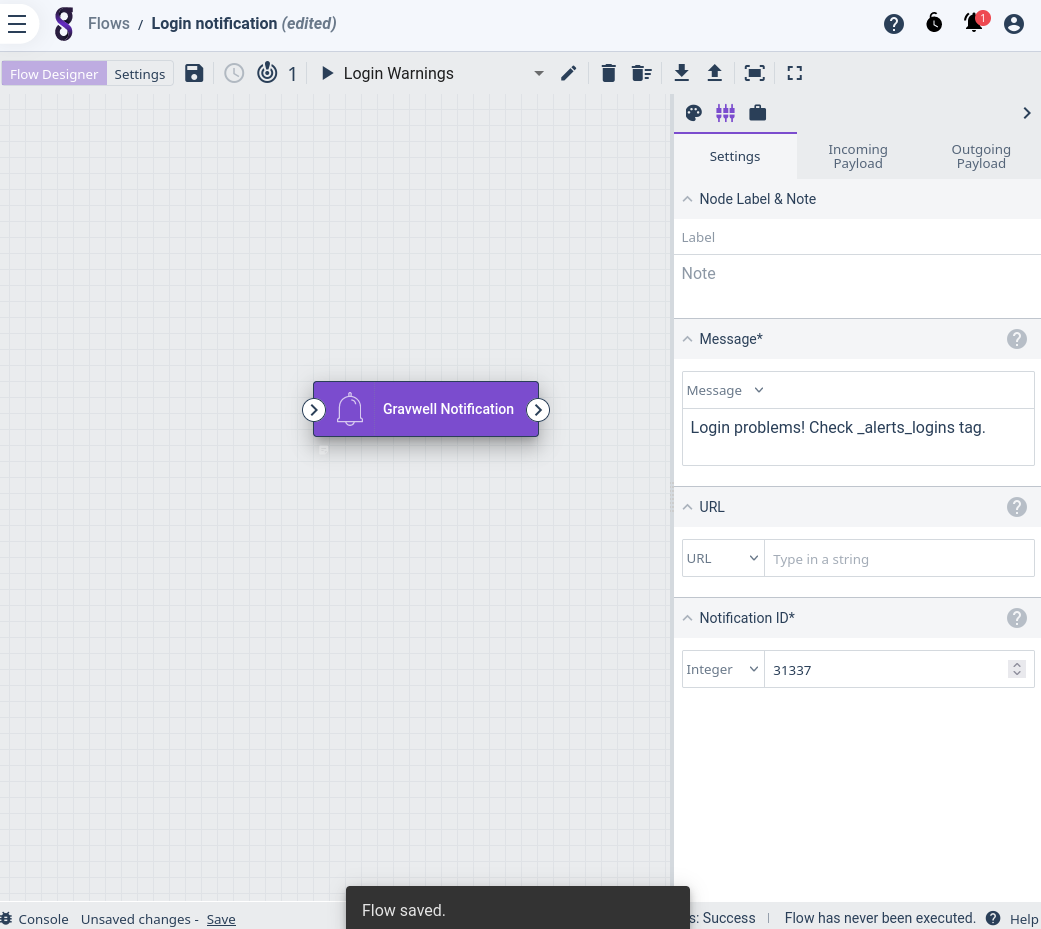 Flows / Login notification (edited)
1
Flow Designer Settings 1 Login Warnings
Settings
Incoming Payload
Outgoing Payload
Node Label & Note
Label
Note
Message*
Message
Login problems! Check _alerts_logins tag.
Gravwell Notification
URL
URL Type in a string
Notification ID*
Integer 31337
Flow saved.
Console Unsaved changes - Save
s: Success Flow has never been executed. Help